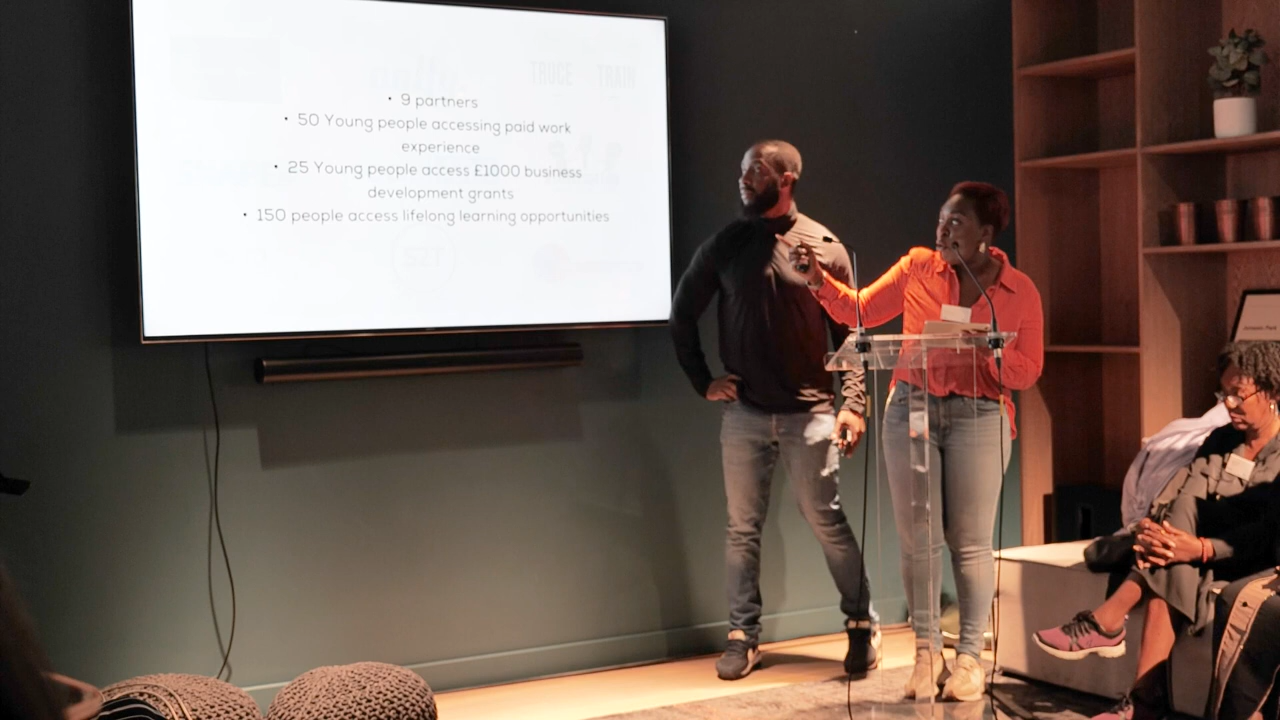 • 9 partners
• 50 Young people accessing paid work
experience
• 25 Young people access £1000 business
development grants
• 150 people access lifelong learning opportunities
TRUCE TRAIN